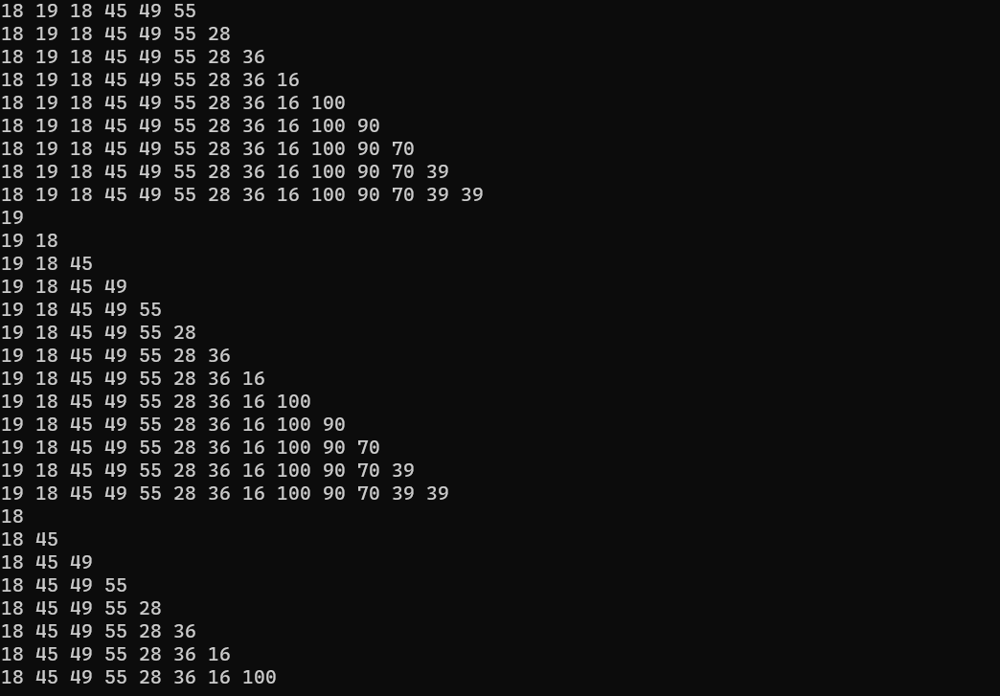 18 19 18 45 49 55
18 19 18 45 49 55 28
18 19 18 45 49 55 28 36
18 19 18 45 49 55 28 36 16
18 19 18 45 49 55 28 36 16 100
18 19 18 45 49 55 28 36 16 100 90
18 19 18 45 49 55 28 36 16 100 90 70
18 19 18 45 49 55 28 36 16 100 90 70 39
18 19 18 45 49 55 28 36 16 100 90 70 39 39
19
19 18
19 18 45
19 18 45 49
19 18 45 49 55
19 18 45 49 55 28
19 18 45 49 55 28 36
19 18 45 49 55 28 36 16
19 18 45 49 55 28 36 16 100
19 18 45 49 55 28 36 16 100 90
19 18 45 49 55 28 36 16 100 90 70
19 18 45 49 55 28 36 16 100 90 70 39
19 18 45 49 55 28 36 16 100 90 70 39 39
18
18 45
18 45 49
18 45 49 55
18 45 49 55 28
18 45 49 55 28 36
18 45 49 55 28 36 16
18 45 49 55 28 36 16 100